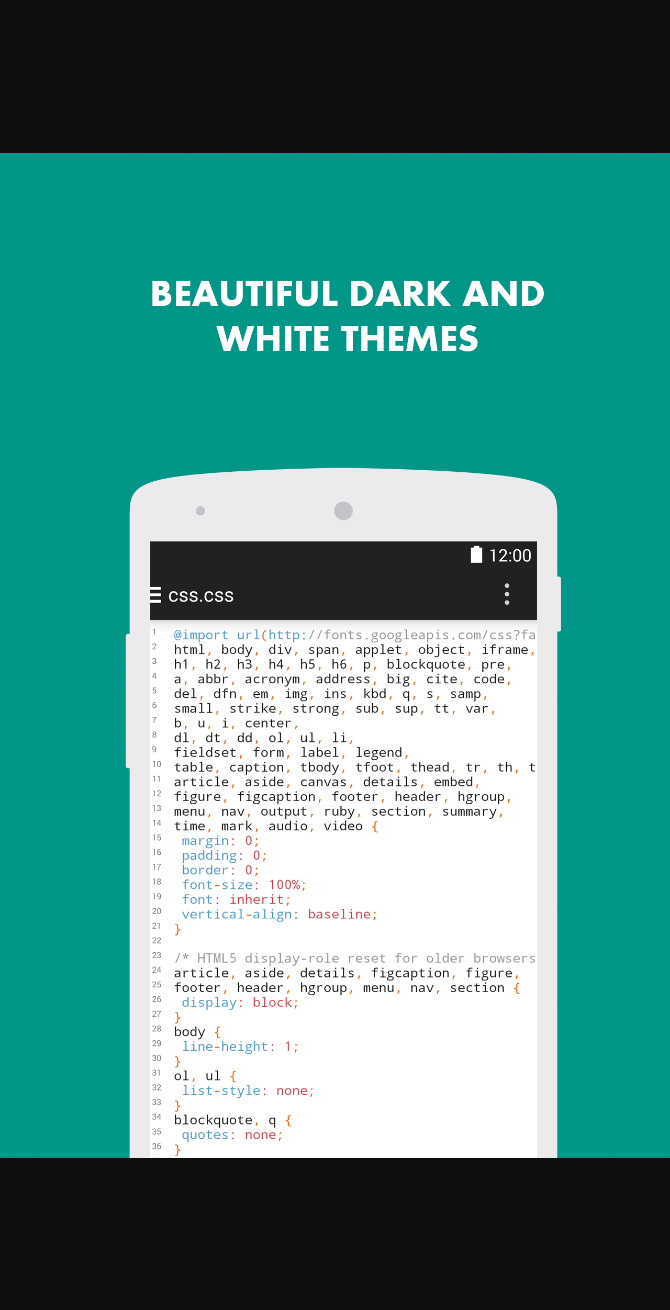 BEAUTIFUL DARK AND
WHITE THEMES
12:00
css.css
1 @import url(http://fonts.googleapis.com/css?fa
2 html, body, div, span, applet, object, iframe,
3 h1, h2, h3, h4, h5, h6, p, blockquote, pre,
4 a, abbr, acronym, address, big, cite, code,
5 del, dfn, em, img, ins, kbd, q, s, samp,
6 small, strike, strong, sub, sup, tt, var,
7 b, u, i, center,
8 dl, dt, dd, ol, ul, li,
9 fieldset, form, label, legend,
10 table, caption, tbody, tfoot, thead, tr, th, t
11 article, aside, canvas, details, embed,
12 figure, figcaption, footer, header, hgroup,
13 menu, nav, output, ruby, section, summary,
14 time, mark, audio, video {
15  margin: 0;
16  padding: 0;
17  border: 0;
18  font-size: 100%;
19  font: inherit;
20  vertical-align: baseline;
21 }
22
23 /* HTML5 display-role reset for older browsers
24 article, aside, details, figcaption, figure,
25 footer, header, hgroup, menu, nav, section {
26  display: block;
27 }
28 body {
29  line-height: 1;
30 }
31 ol, ul {
32  list-style: none;
33 }
34 blockquote, q {
35  quotes: none;
36 }